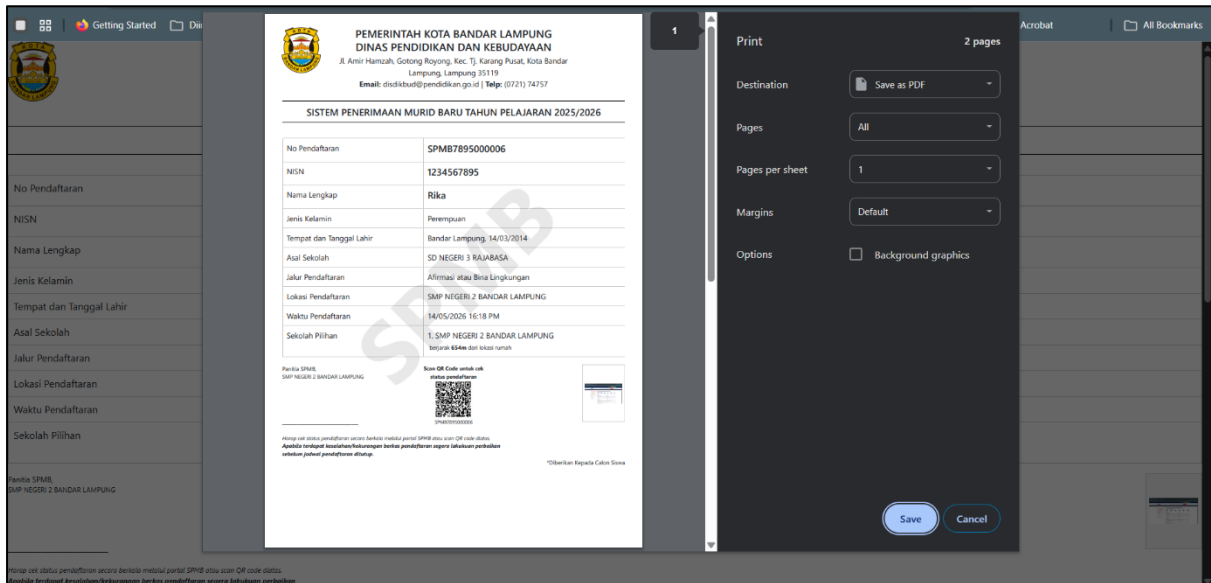 Getting Started
Acrobat
All Bookmarks
PEMERINTAH KOTA BANDAR LAMPUNG
DINAS PENDIDIKAN DAN KEBUDAYAAN
Jl. Amir Hamzah, Gotong Royong, Kec. Tj. Karang Pusat, Kota Bandar
Lampung, Lampung 35119
Email: disdikbud@pendidikan.go.id | Telp: (0721) 74757
SISTEM PENERIMAAN MURID BARU TAHUN PELAJARAN 2025/2026
No Pendaftaran SPMB7895000006
NISN 1234567895
Nama Lengkap Rika
Jenis Kelamin Perempuan
Tempat dan Tanggal Lahir Bandar Lampung, 14/03/2014
Asal Sekolah SD NEGERI 3 RAJABASA
Jalur Pendaftaran Afirmasi atau Bina Lingkungan
Lokasi Pendaftaran SMP NEGERI 2 BANDAR LAMPUNG
Waktu Pendaftaran 14/05/2026 16:18 PM
Sekolah Pilihan 1. SMP NEGERI 2 BANDAR LAMPUNG
berjarak 654m dari lokasi rumah
SPMB
Panitia SPMB,
SMP NEGERI 2 BANDAR LAMPUNG
Scan QR Code untuk cek
status pendaftaran
SPMB7895000006
Harap cek status pendaftaran secara berkala melalui portal SPMB atau scan QR code diatas.
Apabila terdapat kesalahan/kekurangan berkas pendaftaran segera lakukan perbaikan
sebelum jadwal pendaftaran ditutup.
*Diberikan Kepada Calon Siswa
1
Print 2 pages
Destination Save as PDF
Pages All
Pages per sheet 1
Margins Default
Options Background graphics
Save Cancel
No Pendaftaran
NISN
Nama Lengkap
Jenis Kelamin
Tempat dan Tanggal Lahir
Asal Sekolah
Jalur Pendaftaran
Lokasi Pendaftaran
Waktu Pendaftaran
Sekolah Pilihan
Panitia SPMB,
SMP NEGERI 2 BANDAR LAMPUNG
Harap cek status pendaftaran secara berkala melalui portal SPMB atau scan QR code diatas.
Apabila terdapat kesalahan/kekurangan berkas pendaftaran segera lakukan perbaikan